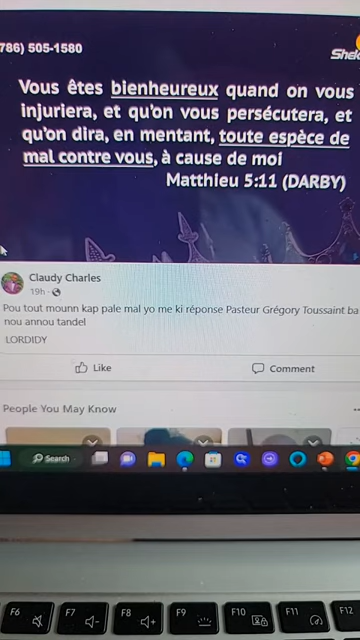 786) 505-1580
Shek
Vous êtes bienheureux quand on vous
injuriera, et qu'on vous persécutera, et
qu'on dira, en mentant, toute espèce de
mal contre vous, à cause de moi
Matthieu 5:11 (DARBY)
Claudy Charles
19h
Pou tout mounn kap pale mal yo me ki réponse Pasteur Grégory Toussaint ba
nou annou tandel
LORDIDY
Like Comment
People You May Know
Search
F6 F7 F8 F9 F10 F11 F12